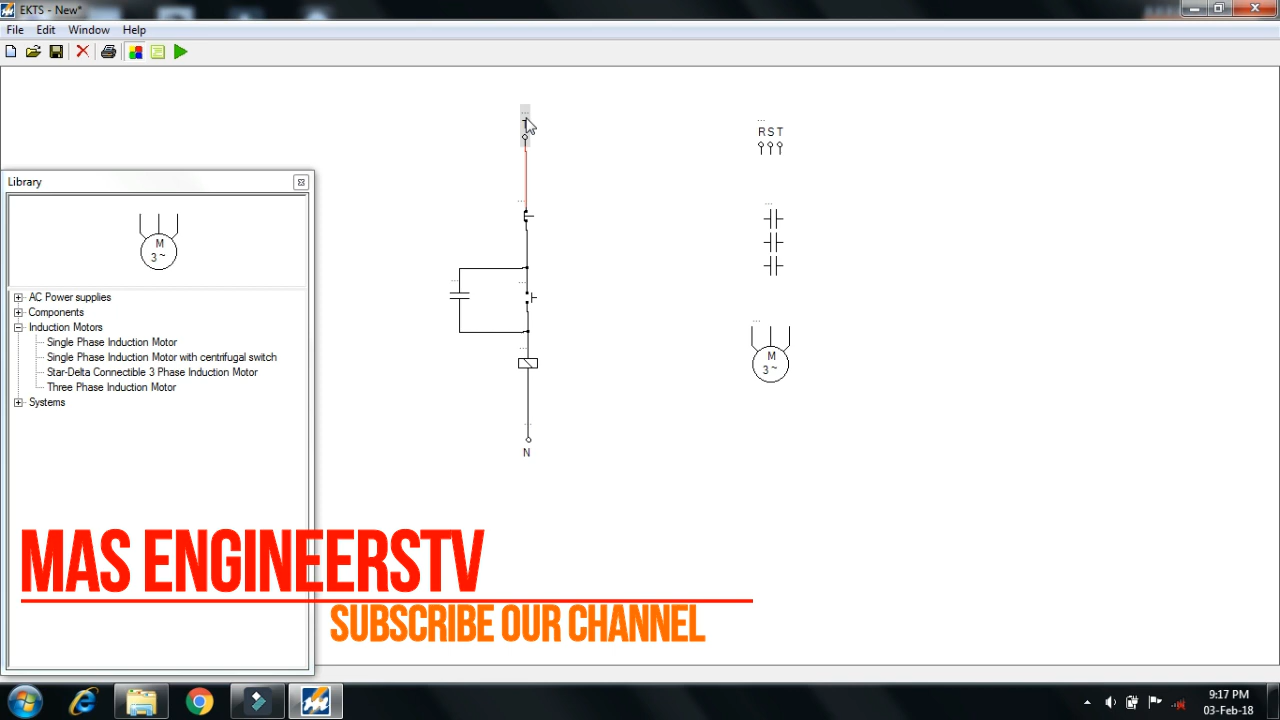 EKTS - New*
File Edit Window Help
R S T
Library
M
3 ~
AC Power supplies
Components
Induction Motors
Single Phase Induction Motor
Single Phase Induction Motor with centrifugal switch
Star-Delta Connectible 3 Phase Induction Motor
Three Phase Induction Motor
Systems
M
3 ~
N
MAS ENGINEERSTV
SUBSCRIBE OUR CHANNEL
9:17 PM
03-Feb-18